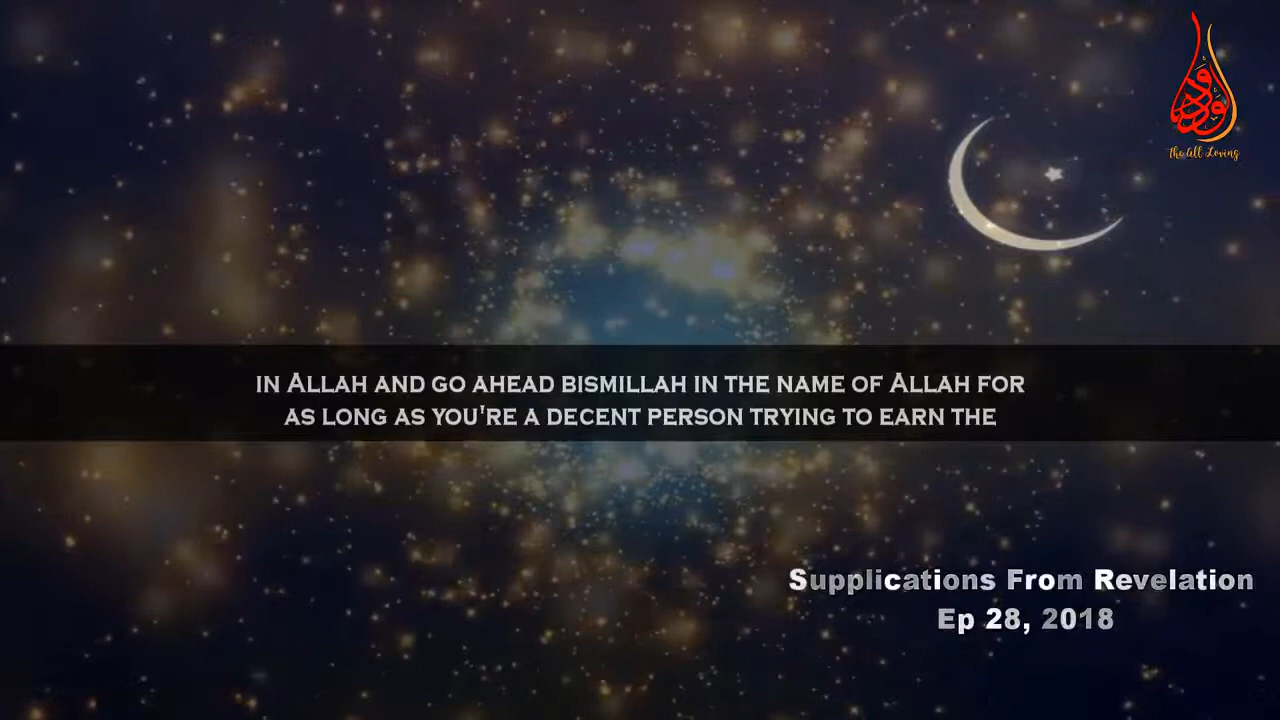 The All Loving
IN ALLAH AND GO AHEAD BISMILLAH IN THE NAME OF ALLAH FOR
AS LONG AS YOU'RE A DECENT PERSON TRYING TO EARN THE
Supplications From Revelation
Ep 28, 2018